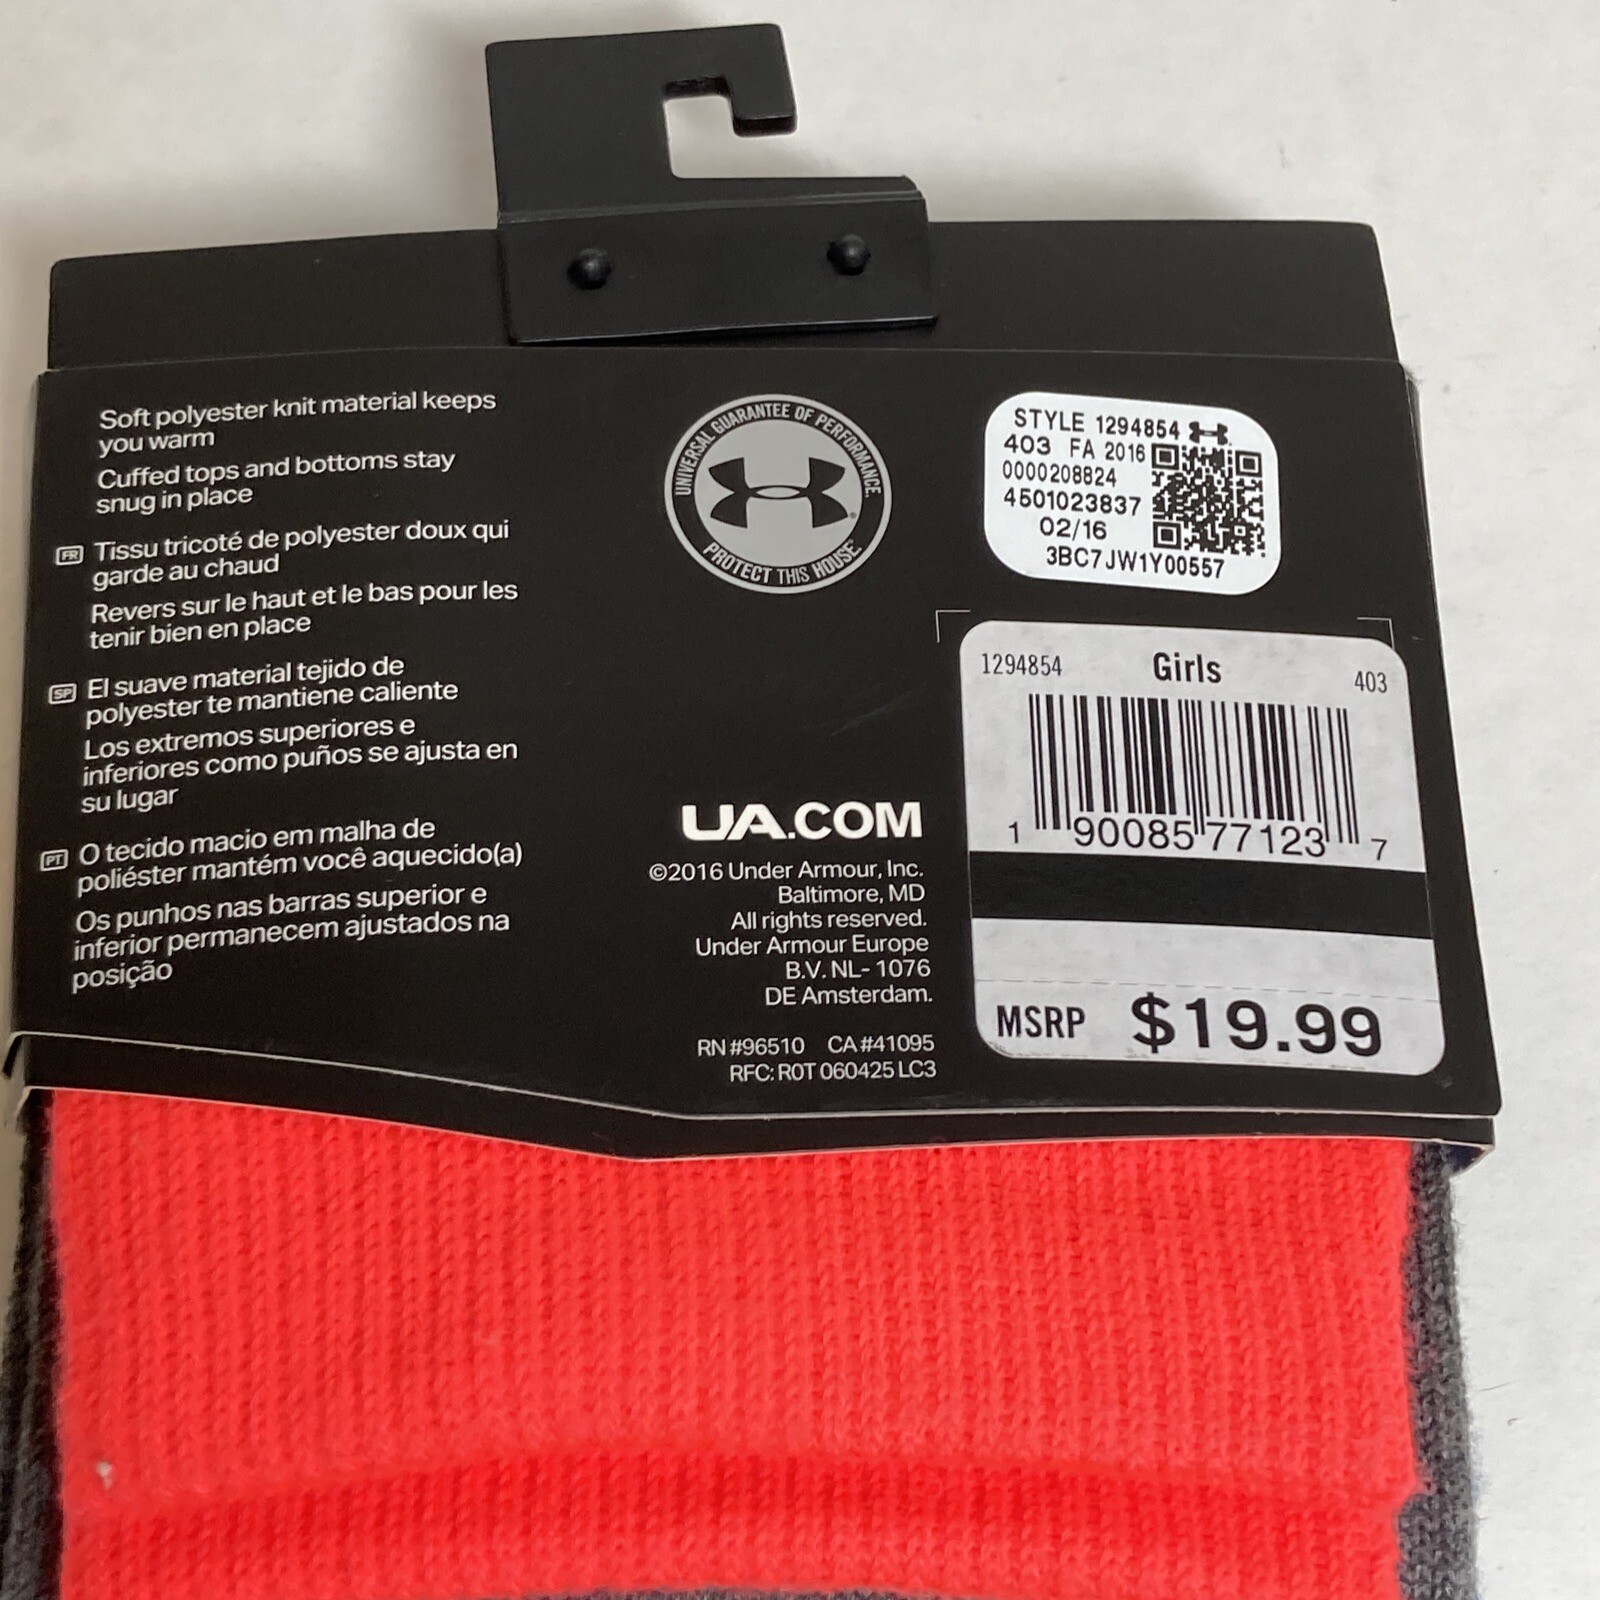 Soft polyester knit material keeps
you warm
Cuffed tops and bottoms stay
snug in place
FR Tissu tricoté de polyester doux qui
garde au chaud
Revers sur le haut et le bas pour les
tenir bien en place
SP El suave material tejido de
polyester te mantiene caliente
Los extremos superiores e
inferiores como puños se ajusta en
su lugar
PT O tecido macio em malha de
poliéster mantém você aquecido(a)
Os punhos nas barras superior e
inferior permanecem ajustados na
posição
UNIVERSAL GUARANTEE OF PERFORMANCE.
PROTECT THIS HOUSE.
UA.COM
©2016 Under Armour, Inc.
Baltimore, MD
All rights reserved.
Under Armour Europe
B.V. NL- 1076
DE Amsterdam.
RN #96510 CA #41095
RFC: R0T 060425 LC3
STYLE 1294854
403 FA 2016
0000208824
4501023837
02/16
3BC7JW1Y00557
1294854 Girls 403
1 90085 77123 7
MSRP $19.99